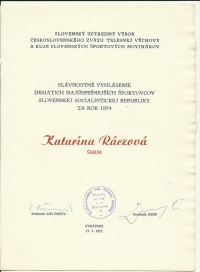 SLOVENSKÝ ÚSTREDNÝ VÝBOR
ČESKOSLOVENSKÉHO ZVÄZU TELESNEJ VÝCHOVY
A KLUB SLOVENSKÝCH ŠPORTOVÝCH NOVINÁROV
SLÁVNOSTNÉ VYHLÁSENIE
DESIATICH NAJÚSPEŠNEJŠÍCH ŠPORTOVCOV
SLOVENSKEJ SOCIALISTICKEJ REPUBLIKY
ZA ROK 1974
Katarína Ráczová
ŠERM